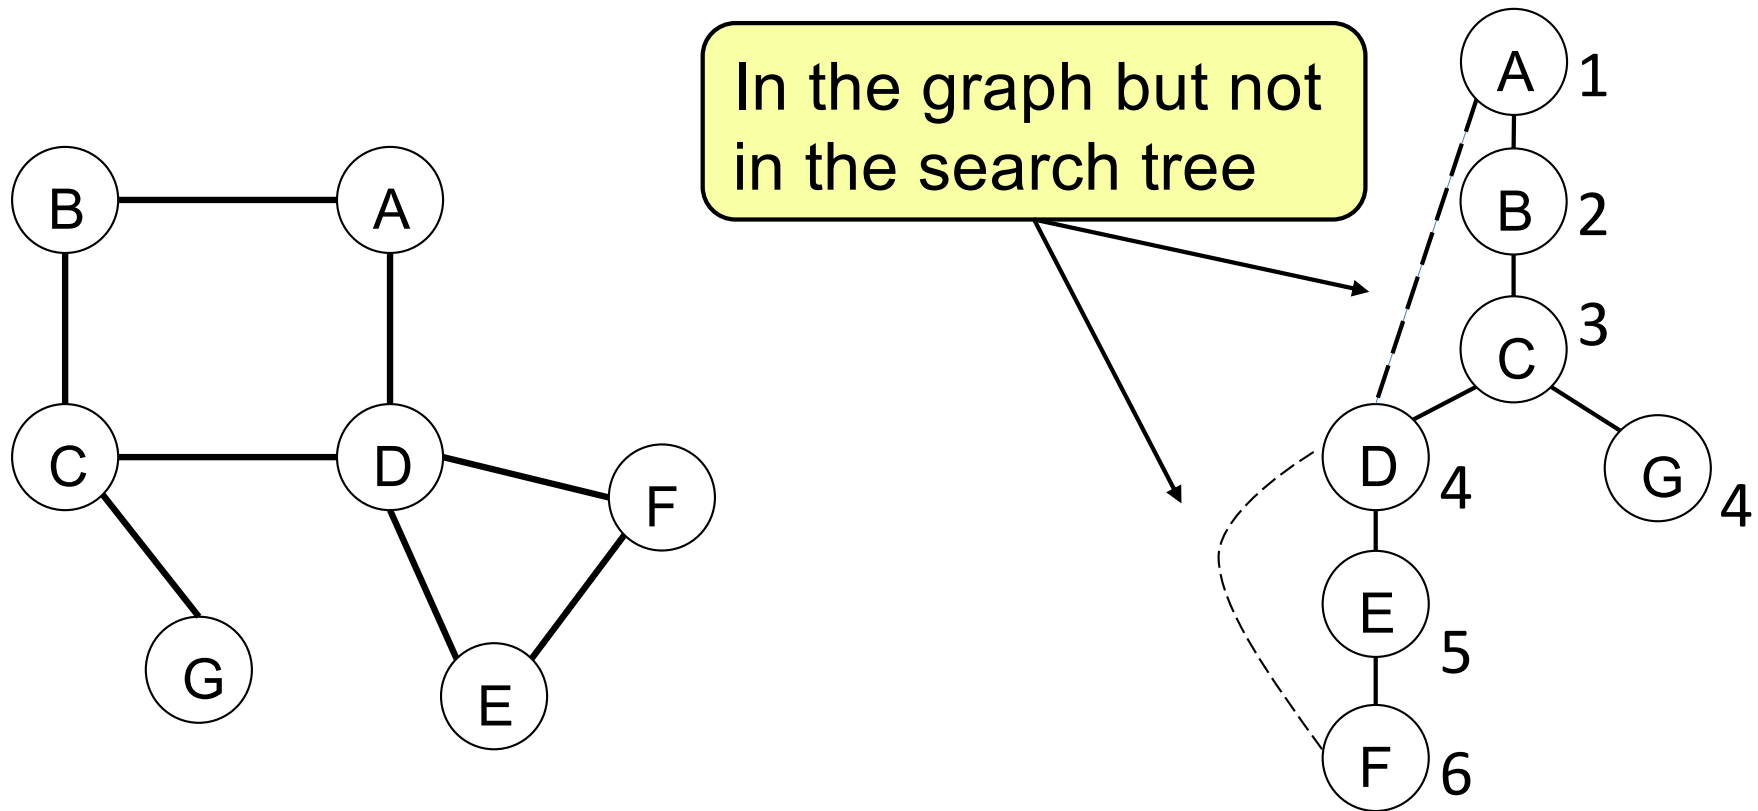 In the graph but not
in the search tree
B
A
C
D
F
G
E
A 1
B 2
C 3
D 4
G 4
E 5
F 6